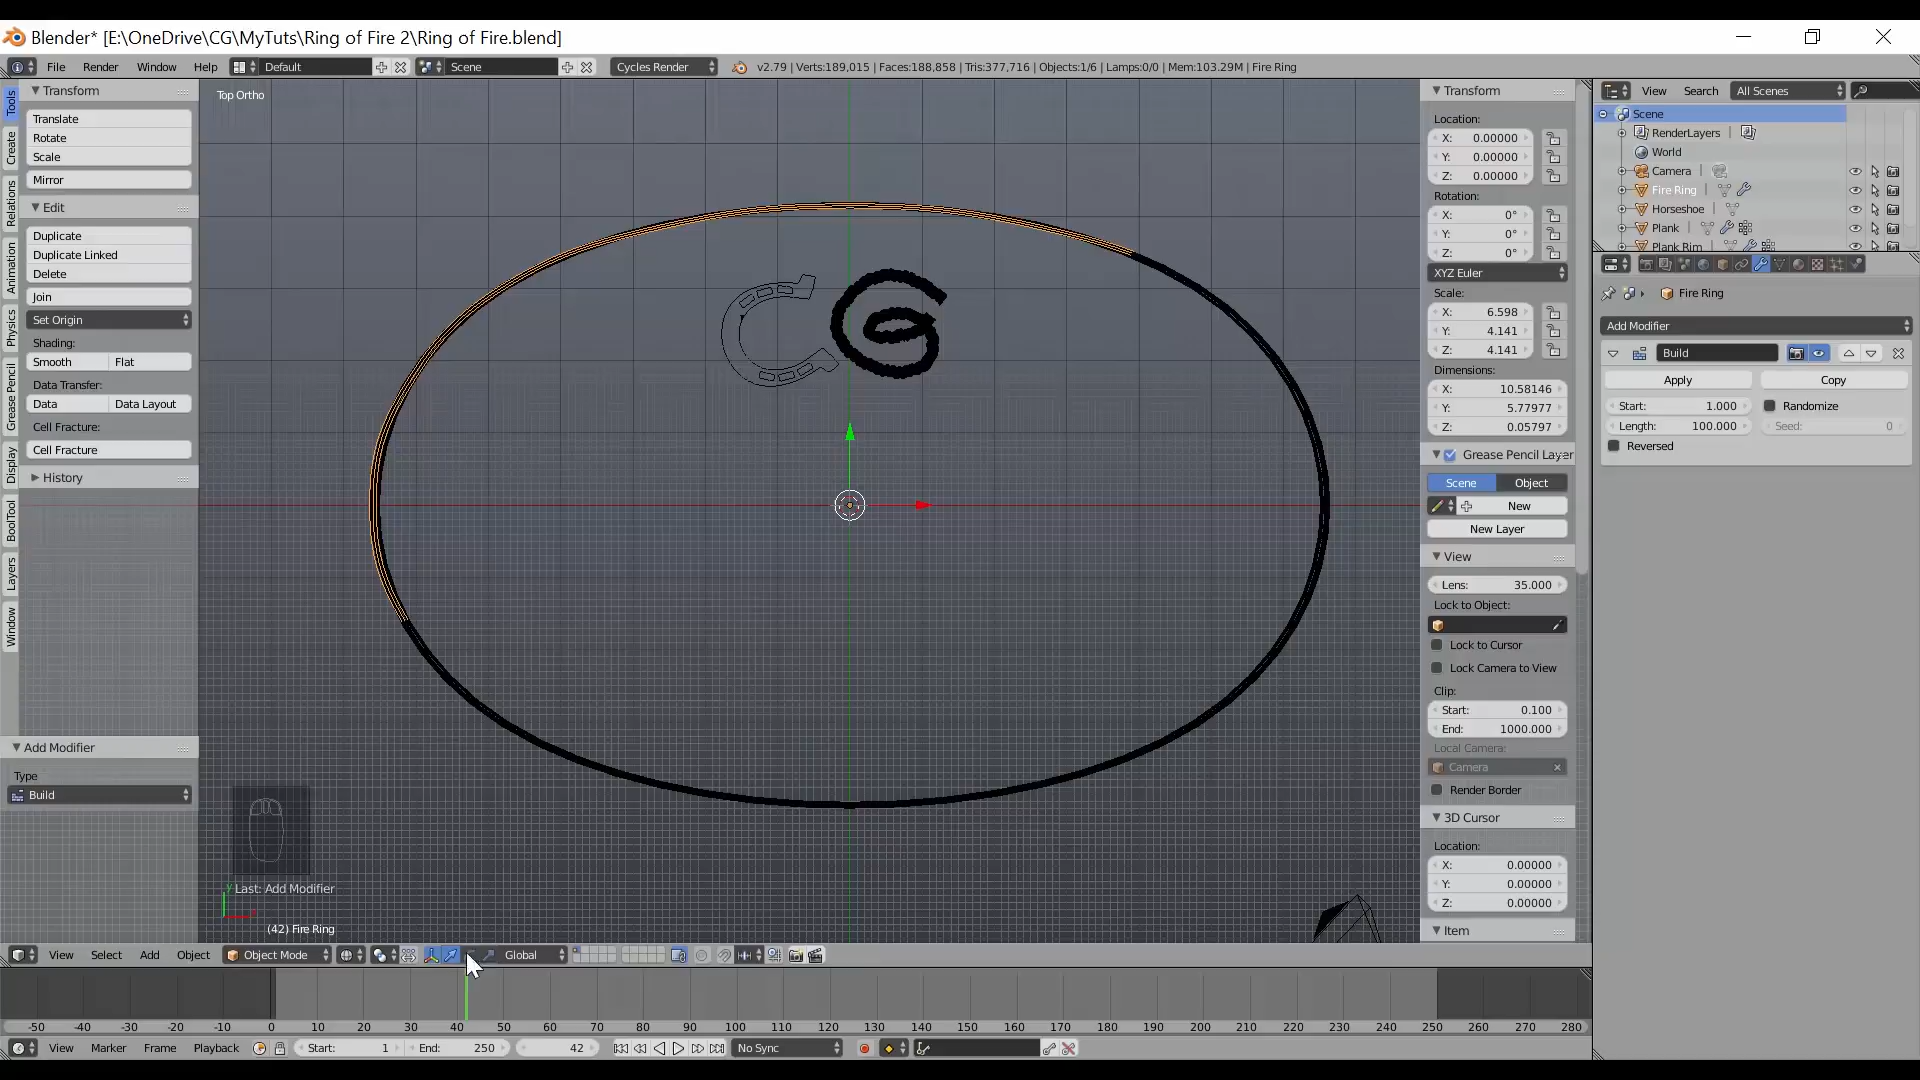 Blender* [E:\OneDrive\CG\MyTuts\Ring of Fire 2\Ring of Fire.blend]
File Render Window Help Default Scene Cycles Render v2.79 | Verts:189,015 | Faces:188,858 | Tris:377,716 | Objects:1/6 | Lamps:0/0 | Mem:103.29M | Fire Ring
Tools
Create
Relations
Animation
Physics
Grease Pencil
Display
BoolTool
Layers
Window
Transform
Translate
Rotate
Scale
Mirror
Edit
Duplicate
Duplicate Linked
Delete
Join
Set Origin
Shading:
Smooth Flat
Data Transfer:
Data Data Layout
Cell Fracture:
Cell Fracture
History
Add Modifier
Type
Build
Top Ortho
Last: Add Modifier
(42) Fire Ring
Transform
Location:
X: 0.00000
Y: 0.00000
Z: 0.00000
Rotation:
X: 0°
Y: 0°
Z: 0°
XYZ Euler
Scale:
X: 6.598
Y: 4.141
Z: 4.141
Dimensions:
X: 10.58146
Y: 5.77977
Z: 0.05797
Grease Pencil Layer
Scene Object
New
New Layer
View
Lens: 35.000
Lock to Object:
Lock to Cursor
Lock Camera to View
Clip:
Start: 0.100
End: 1000.000
Local Camera:
Camera
Render Border
3D Cursor
Location:
X: 0.00000
Y: 0.00000
Z: 0.00000
Item
View Search All Scenes
Scene
RenderLayers
World
Camera
Fire Ring
Horseshoe
Plank
Plank Rim
Fire Ring
Add Modifier
Build
Apply Copy
Start: 1.000 Randomize
Length: 100.000 Seed: 0
Reversed
View Select Add Object Object Mode Global
-50 -40 -30 -20 -10 0 10 20 30 40 50 60 70 80 90 100 110 120 130 140 150 160 170 180 190 200 210 220 230 240 250 260 270 280
View Marker Frame Playback Start: 1 End: 250 42 No Sync